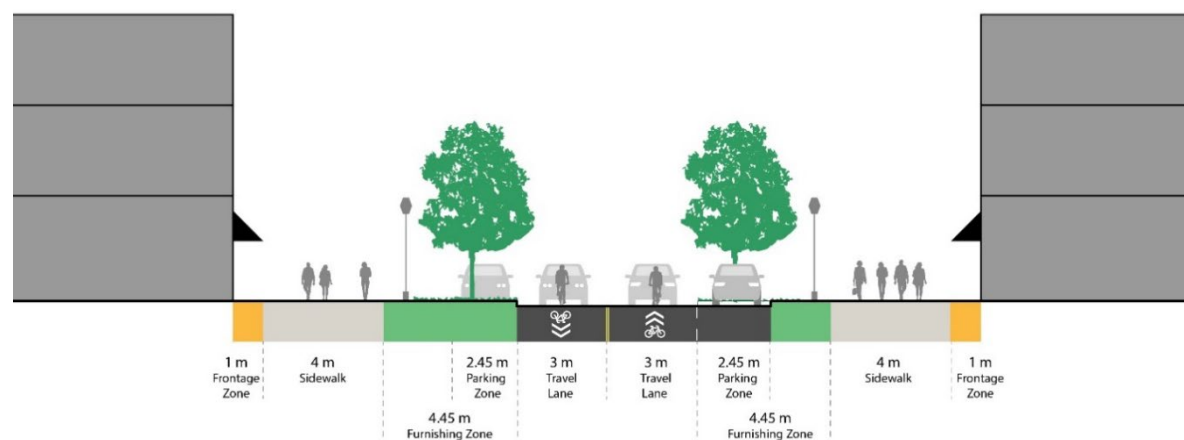 1 m
Frontage
Zone
4 m
Sidewalk
2.45 m
Parking
Zone
3 m
Travel
Lane
3 m
Travel
Lane
2.45 m
Parking
Zone
4 m
Sidewalk
1 m
Frontage
Zone
4.45 m
Furnishing Zone
4.45 m
Furnishing Zone